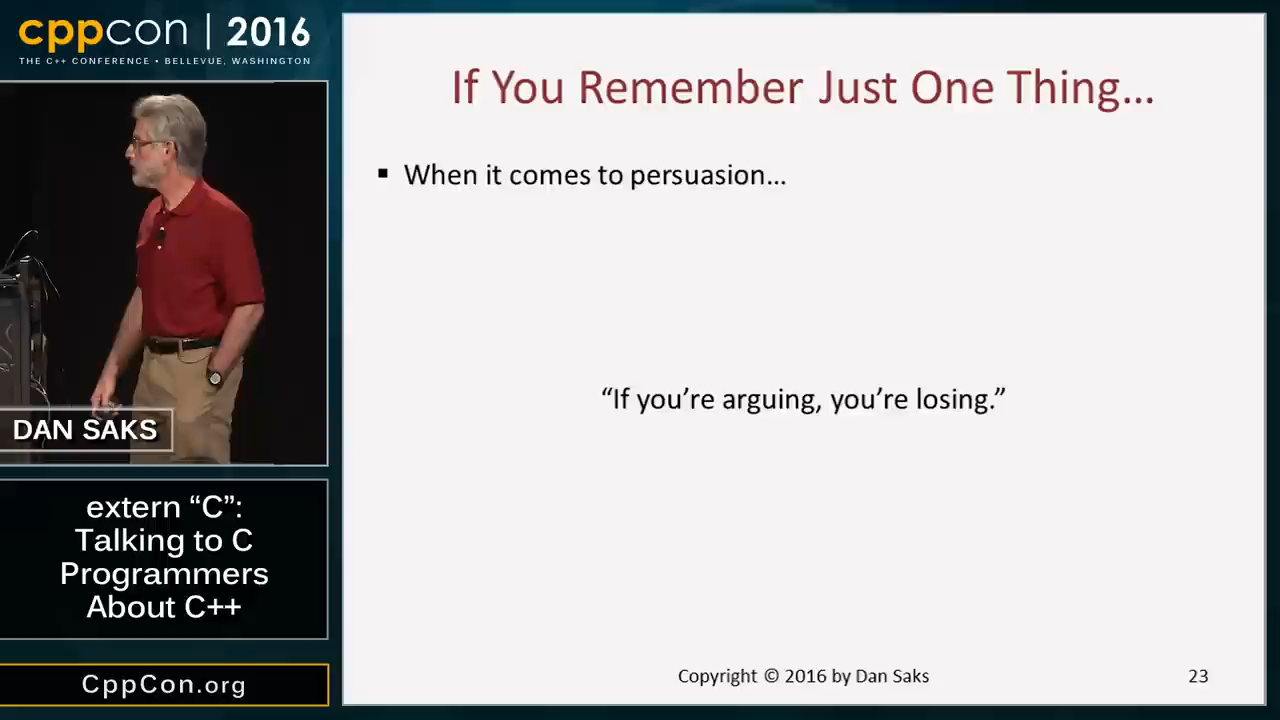 cppcon | 2016
THE C++ CONFERENCE • BELLEVUE, WASHINGTON
DAN SAKS
extern “C”:
Talking to C
Programmers
About C++
CppCon.org
If You Remember Just One Thing…
▪ When it comes to persuasion…
“If you’re arguing, you’re losing.”
Copyright © 2016 by Dan Saks
23